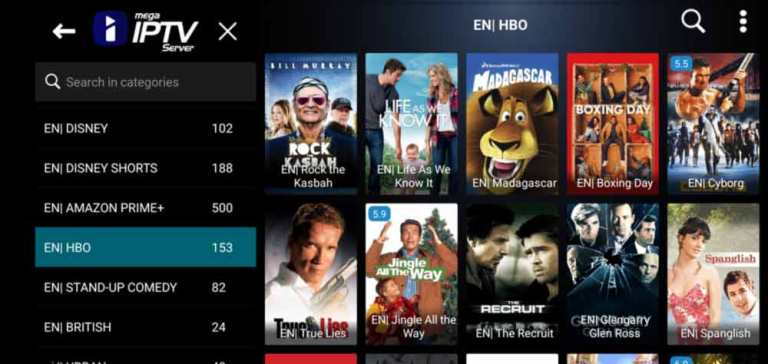 mega
IPTV
Server
Search in categories
EN| DISNEY 102
EN| DISNEY SHORTS 188
EN| AMAZON PRIME+ 500
EN| HBO 153
EN| STAND-UP COMEDY 82
EN| BRITISH 24
EN| HBO
BILL MURRAY
ROCK
KASBAH
EN| Rock the
Kasbah
LIFE AS WE
KNOW IT
EN| Life As We
Know It
MADAGASCAR
EN| Madagascar
BOXING DAY
EN| Boxing Day
5.5
EN| Cyborg
True Lies
EN| True Lies
5.9
Jingle
All The Way
EN| Jingle All
the Way
THE
RECRUIT
EN| The Recruit
EN| Glengarry
Glen Ross
Spanglish
EN| Spanglish